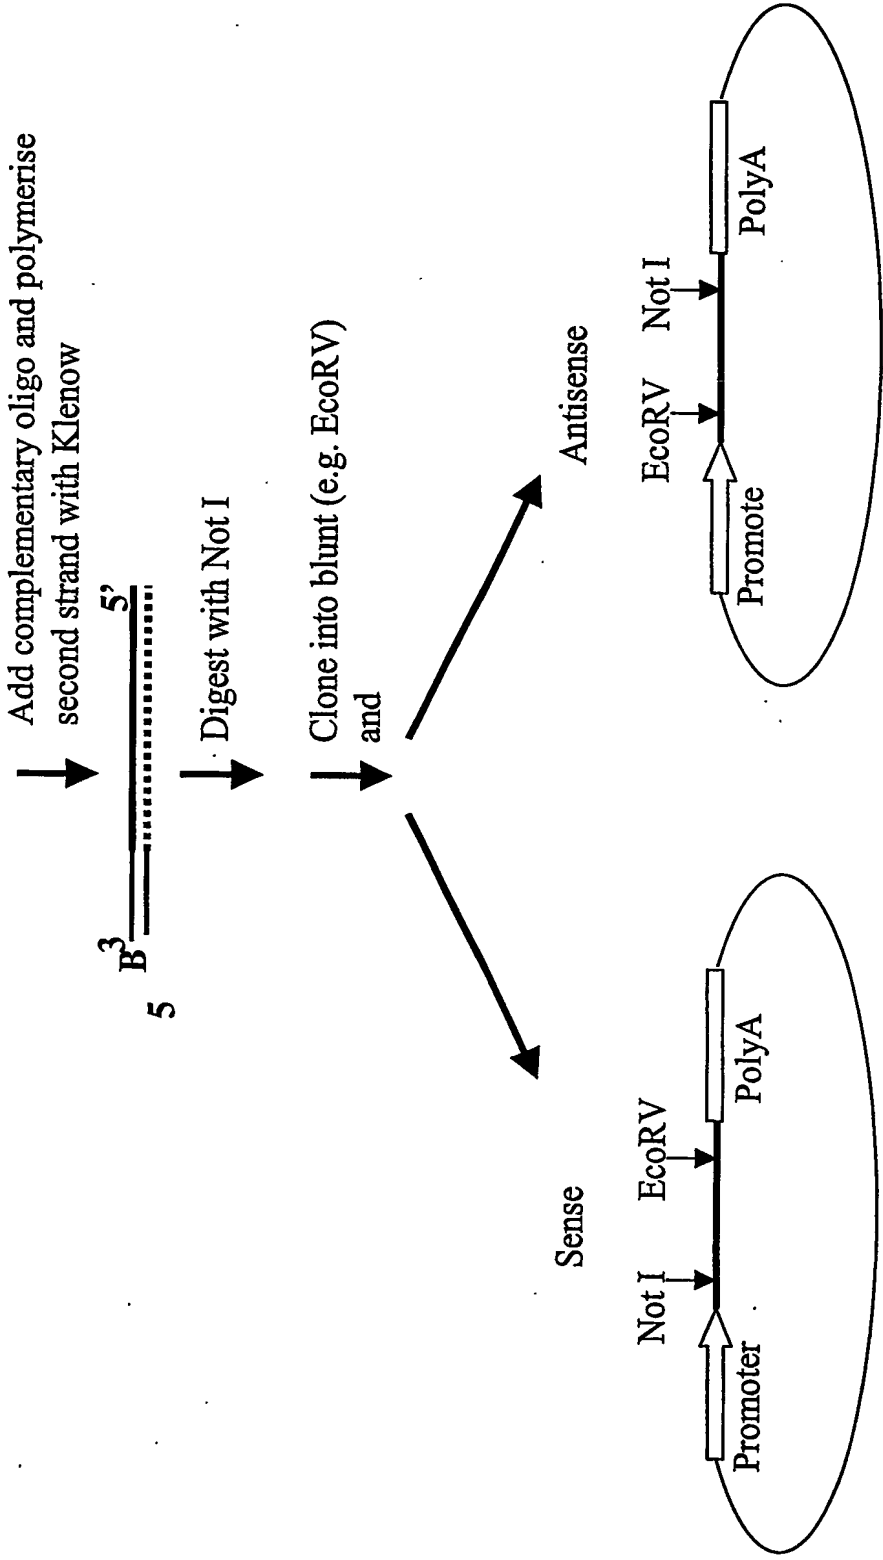 Add complementary oligo and polymerise
second strand with Klenow
B 3 5'
5
Digest with Not I
Clone into blunt (e.g. EcoRV)
and
Sense
Antisense
Not I EcoRV
Promoter PolyA
EcoRV Not I
Promote PolyA